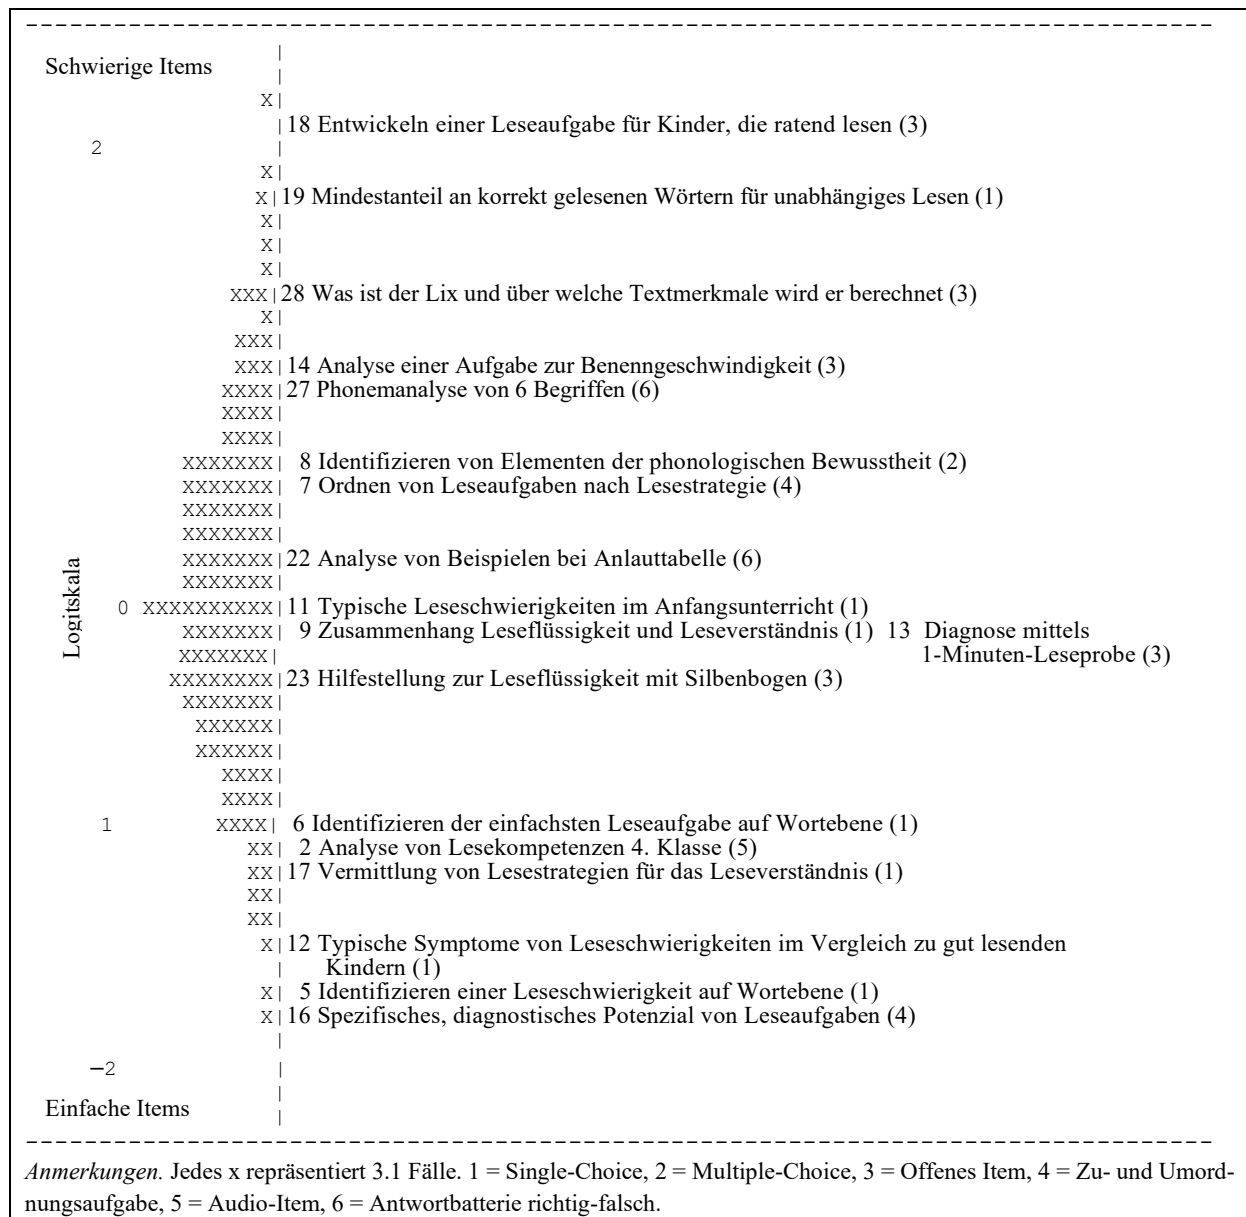 Schwierige Items
|
|
X|
|18 Entwickeln einer Leseaufgabe für Kinder, die ratend lesen (3)
2 |
X|
X|19 Mindestanteil an korrekt gelesenen Wörtern für unabhängiges Lesen (1)
X|
X|
X|
XXX|28 Was ist der Lix und über welche Textmerkmale wird er berechnet (3)
X|
XXX|
XXX|14 Analyse einer Aufgabe zur Benenngeschwindigkeit (3)
XXXX|27 Phonemanalyse von 6 Begriffen (6)
XXXX|
XXXX|
XXXXXXX| 8 Identifizieren von Elementen der phonologischen Bewusstheit (2)
XXXXXXX| 7 Ordnen von Leseaufgaben nach Lesestrategie (4)
XXXXXXX|
XXXXXXX|
XXXXXXX|22 Analyse von Beispielen bei Anlauttabelle (6)
XXXXXXX|
Logitskala
0 XXXXXXXXXX|11 Typische Leseschwierigkeiten im Anfangsunterricht (1)
XXXXXXX| 9 Zusammenhang Leseflüssigkeit und Leseverständnis (1) 13 Diagnose mittels
XXXXXXX| 1-Minuten-Leseprobe (3)
XXXXXXXX|23 Hilfestellung zur Leseflüssigkeit mit Silbenbogen (3)
XXXXXXX|
XXXXXX|
XXXXXX|
XXXX|
XXXX|
1 XXXX| 6 Identifizieren der einfachsten Leseaufgabe auf Wortebene (1)
XX| 2 Analyse von Lesekompetenzen 4. Klasse (5)
XX|17 Vermittlung von Lesestrategien für das Leseverständnis (1)
XX|
XX|
X|12 Typische Symptome von Leseschwierigkeiten im Vergleich zu gut lesenden
| Kindern (1)
X| 5 Identifizieren einer Leseschwierigkeit auf Wortebene (1)
X|16 Spezifisches, diagnostisches Potenzial von Leseaufgaben (4)
|
−2 |
|
Einfache Items |
Anmerkungen. Jedes x repräsentiert 3.1 Fälle. 1 = Single-Choice, 2 = Multiple-Choice, 3 = Offenes Item, 4 = Zu- und Umord-
nungsaufgabe, 5 = Audio-Item, 6 = Antwortbatterie richtig-falsch.